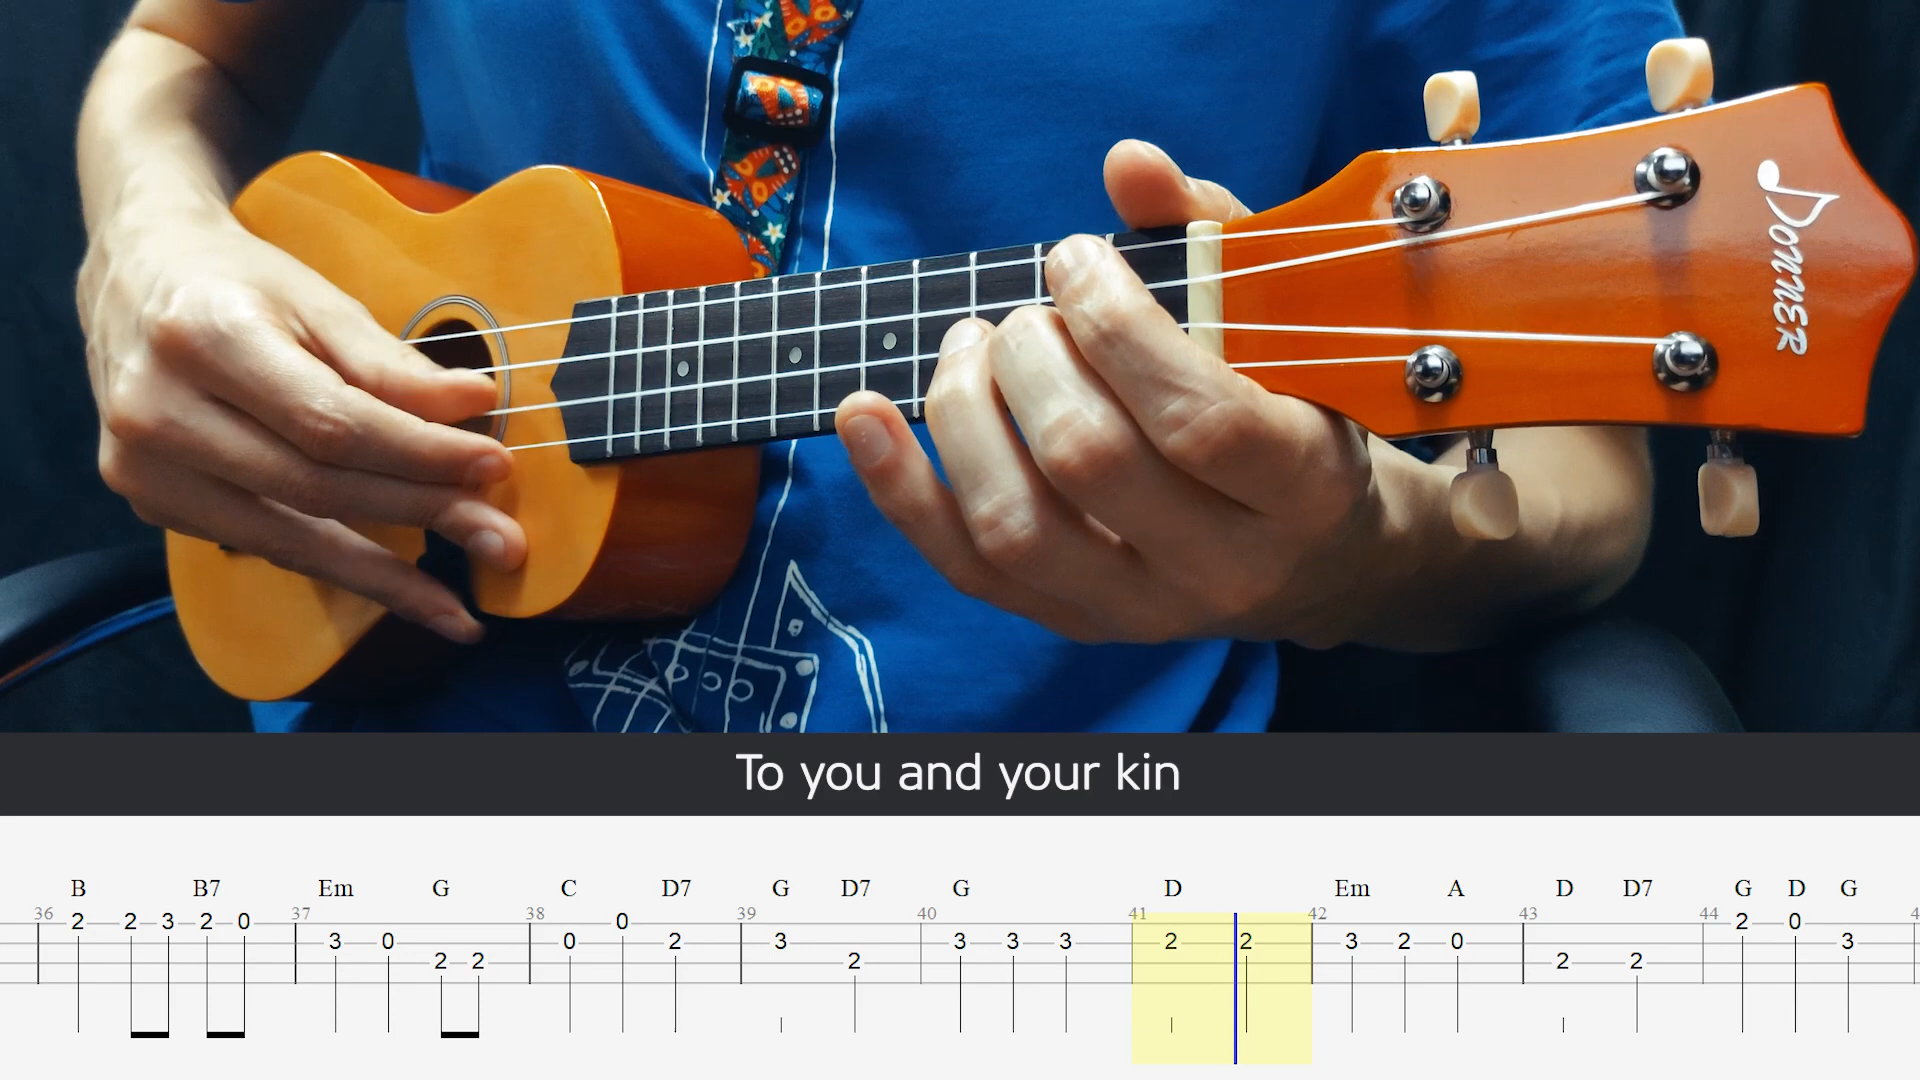 DONNER
To you and your kin
B B7 Em G C D7 G D7 G D Em A D D7 G D G
36 37 38 39 40 41 42 43 44
2 2 3 2 0 0 2 0
3 0 0 2 3 3 3 3 2 2 3 2 0 3
2 2 2 2 2